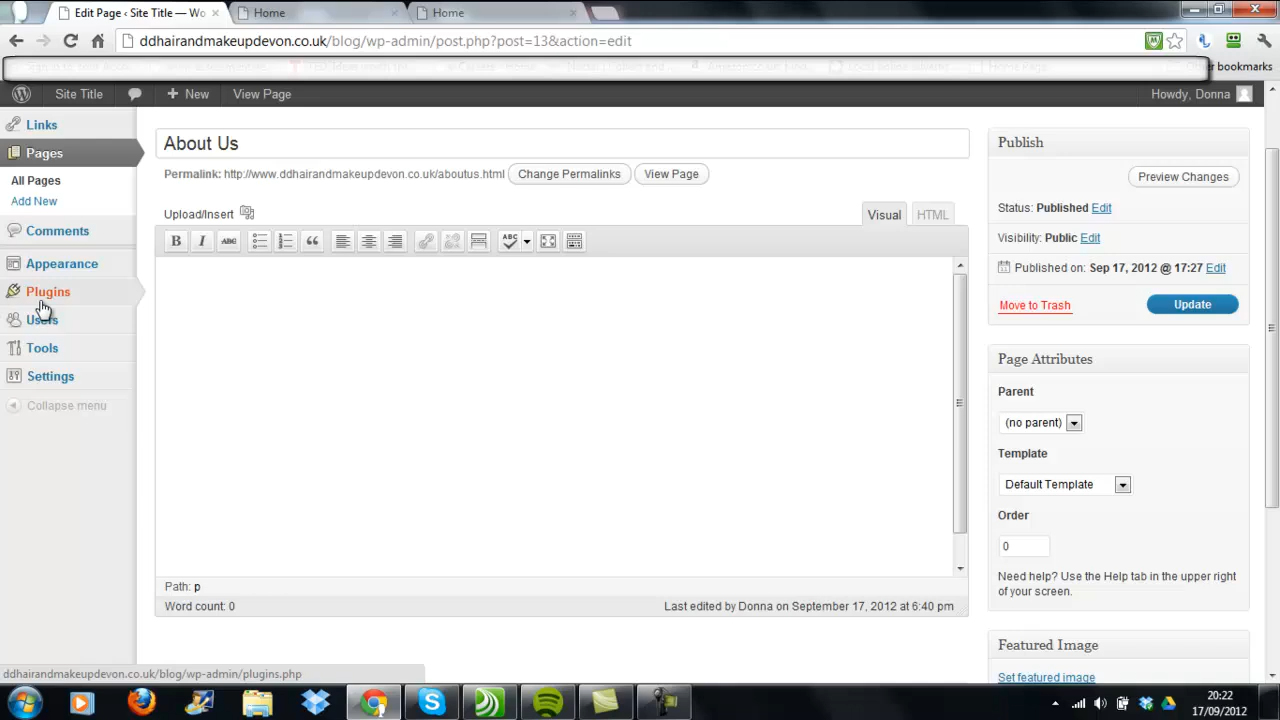 Edit Page ‹ Site Title — Wo
Home
Home
ddhairandmakeupdevon.co.uk/blog/wp-admin/post.php?post=13&action=edit
bookmarks
Site Title
New
View Page
Howdy, Donna
Links
Pages
All Pages
Add New
Comments
Appearance
Plugins
Users
Tools
Settings
Collapse menu
About Us
Permalink: http://www.ddhairandmakeupdevon.co.uk/aboutus.html Change Permalinks View Page
Upload/Insert
Visual HTML
B I ABC ABC
Path: p
Word count: 0
Last edited by Donna on September 17, 2012 at 6:40 pm
Publish
Preview Changes
Status: Published Edit
Visibility: Public Edit
Published on: Sep 17, 2012 @ 17:27 Edit
Move to Trash Update
Page Attributes
Parent
(no parent)
Template
Default Template
Order
0
Need help? Use the Help tab in the upper right
of your screen.
Featured Image
Set featured image
ddhairandmakeupdevon.co.uk/blog/wp-admin/plugins.php
20:22
17/09/2012